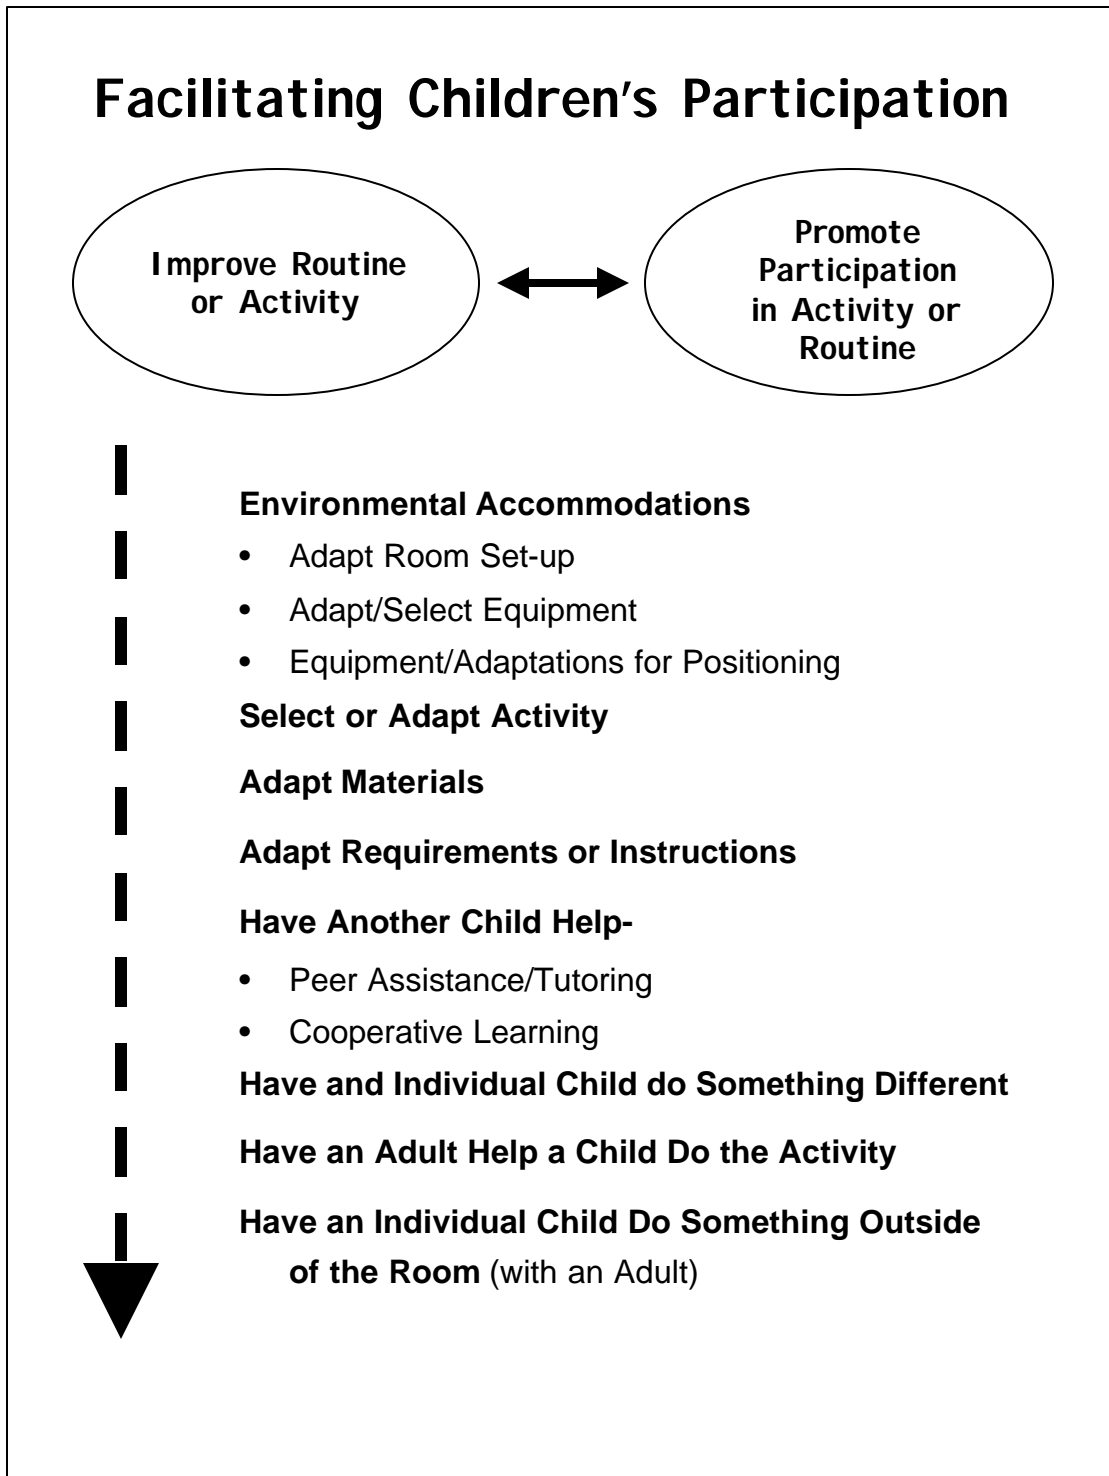 Facilitating Children's Participation
Improve Routine
or Activity
Promote
Participation
in Activity or
Routine
Environmental Accommodations
• Adapt Room Set-up
• Adapt/Select Equipment
• Equipment/Adaptations for Positioning
Select or Adapt Activity
Adapt Materials
Adapt Requirements or Instructions
Have Another Child Help-
• Peer Assistance/Tutoring
• Cooperative Learning
Have and Individual Child do Something Different
Have an Adult Help a Child Do the Activity
Have an Individual Child Do Something Outside
of the Room (with an Adult)